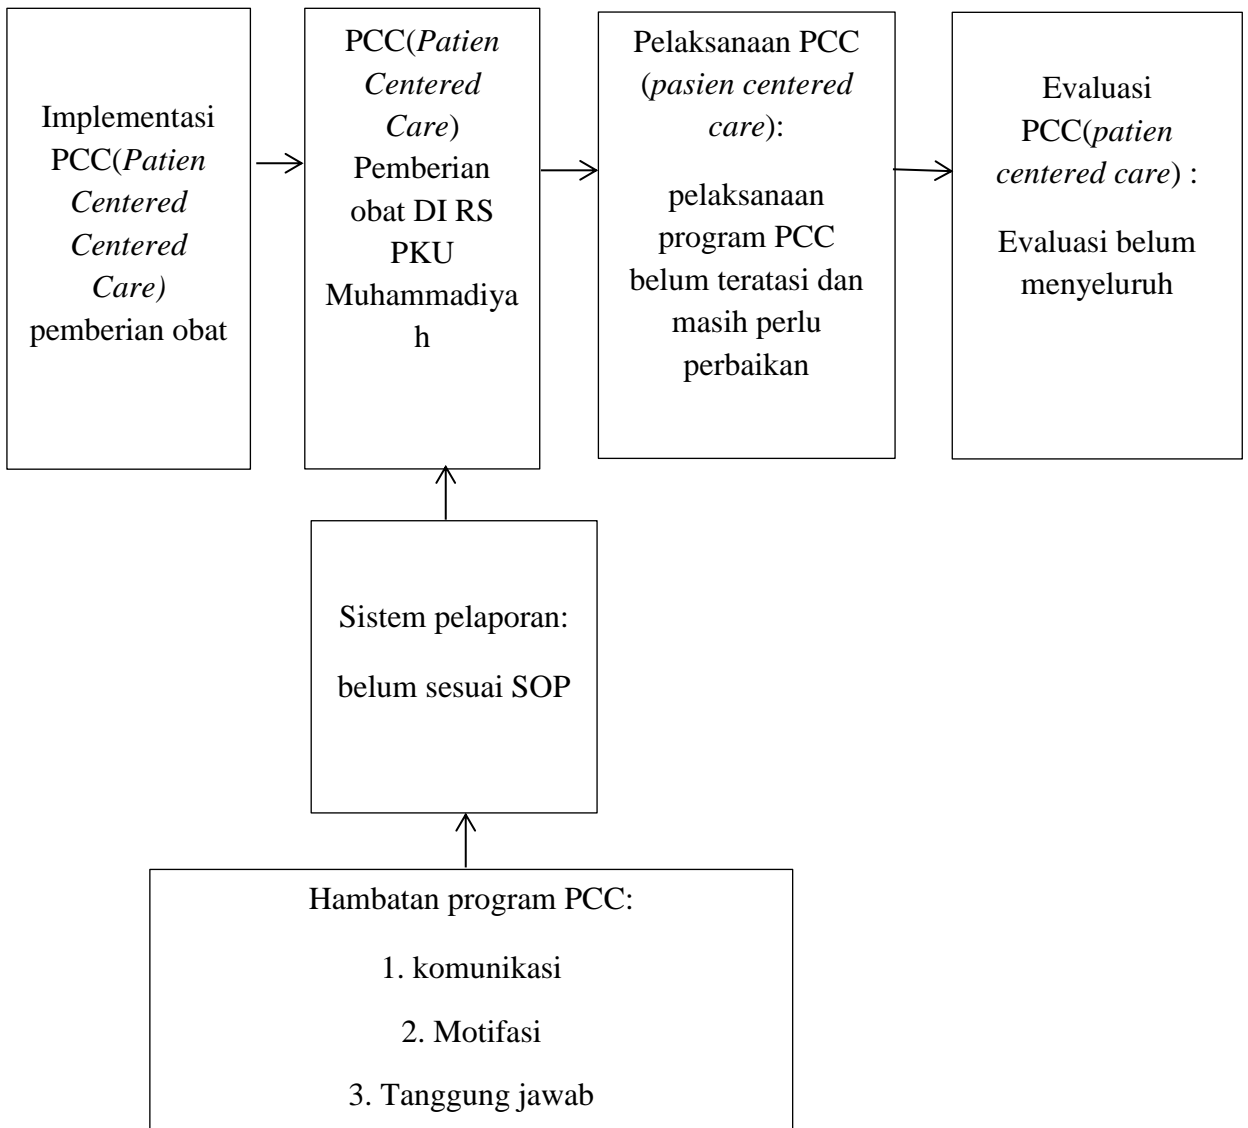 Implementasi
PCC(Patien
Centered
Centered
Care)
pemberian obat
PCC(Patien
Centered
Care)
Pemberian
obat DI RS
PKU
Muhammadiya
h
Pelaksanaan PCC
(pasien centered
care):
pelaksanaan
program PCC
belum teratasi dan
masih perlu
perbaikan
Evaluasi
PCC(patien
centered care) :
Evaluasi belum
menyeluruh
Sistem pelaporan:
belum sesuai SOP
Hambatan program PCC:
1. komunikasi
2. Motifasi
3. Tanggung jawab